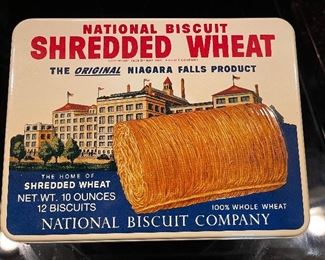 NATIONAL BISCUIT
SHREDDED WHEAT
THE ORIGINAL NIAGARA FALLS PRODUCT
THE HOME OF
SHREDDED WHEAT
NET WT. 10 OUNCES
12 BISCUITS
100% WHOLE WHEAT
NATIONAL BISCUIT COMPANY